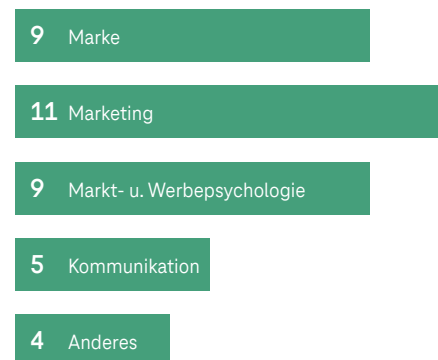 9 Marke
11 Marketing
9 Markt- u. Werbepsychologie
5 Kommunikation
4 Anderes